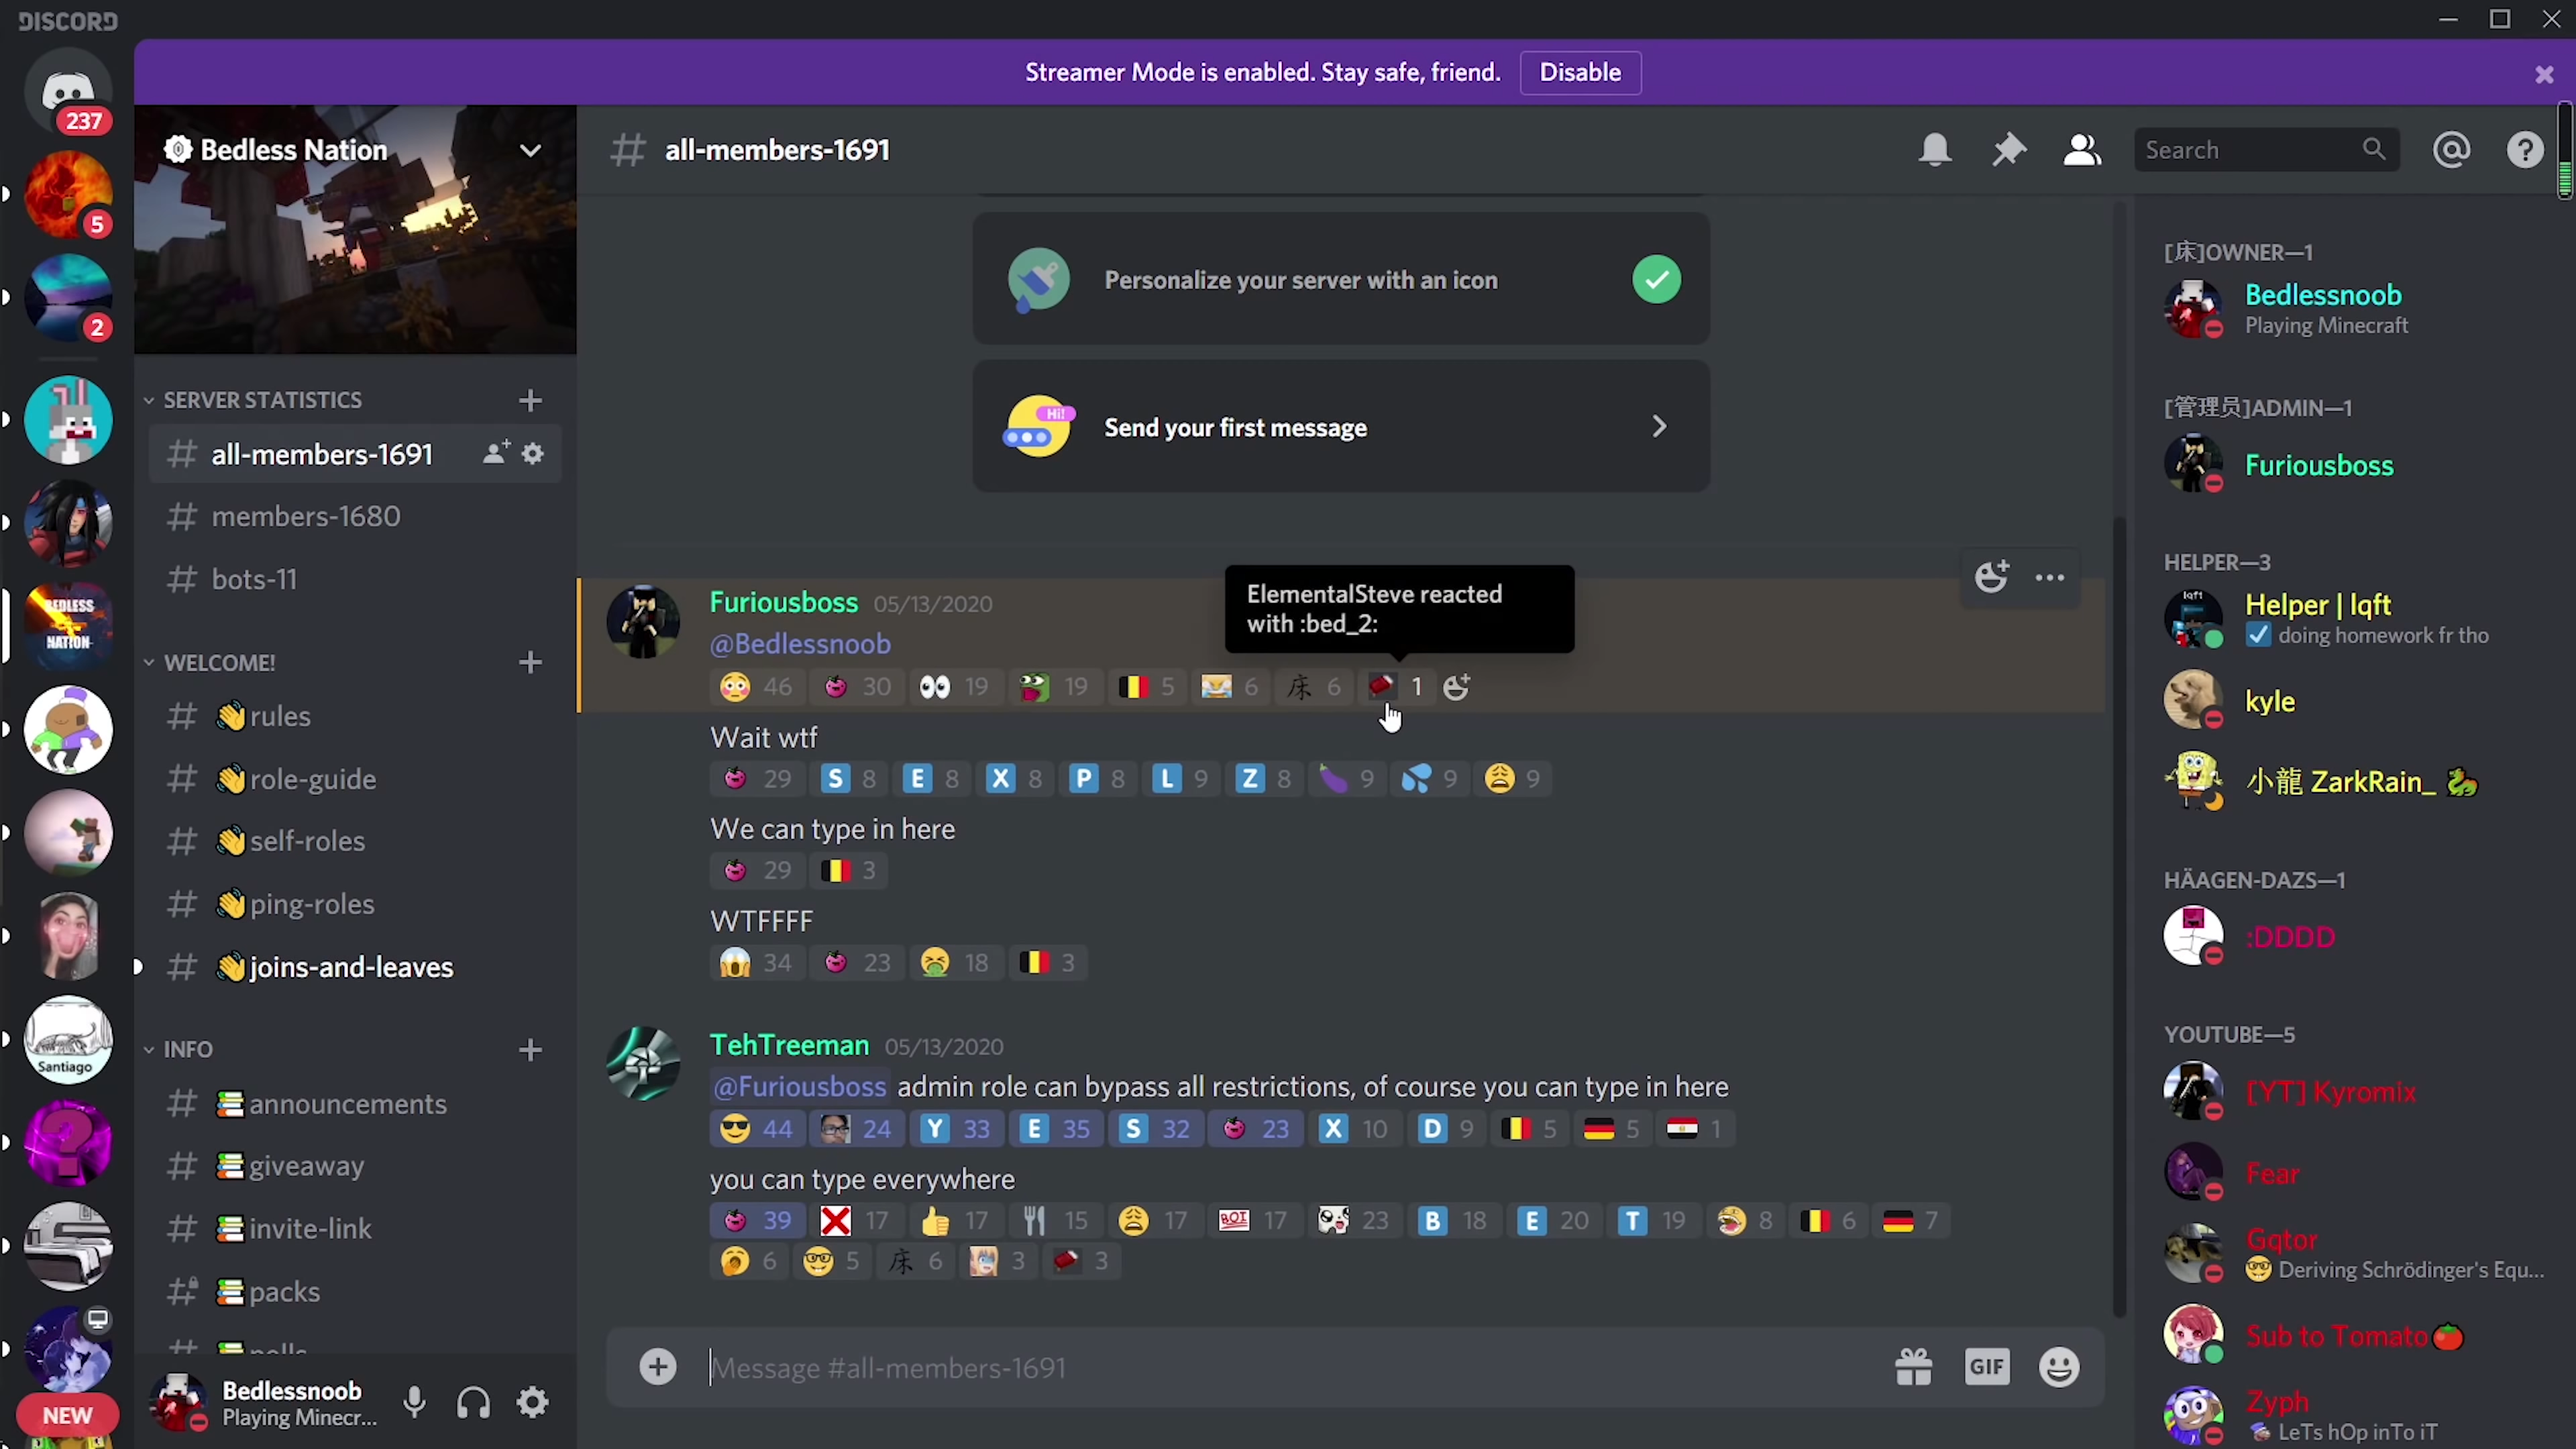 DISCORD
Streamer Mode is enabled. Stay safe, friend.
Disable
237
5
2
BEDLESS
NATION
Santiago
NEW
Bedless Nation
SERVER STATISTICS
all-members-1691
members-1680
bots-11
WELCOME!
rules
role-guide
self-roles
ping-roles
joins-and-leaves
INFO
announcements
giveaway
invite-link
packs
polls
Bedlessnoob
Playing Minecr...
all-members-1691
Search
Personalize your server with an icon
Hi!
Send your first message
ElementalSteve reacted
with :bed_2:
Furiousboss 05/13/2020
@Bedlessnoob
46 30 19 19 5 6 床 6 1
Wait wtf
29 S 8 E 8 X 8 P 8 L 9 Z 8 9 9 9
We can type in here
29 3
WTFFFF
34 23 18 3
TehTreeman 05/13/2020
@Furiousboss admin role can bypass all restrictions, of course you can type in here
44 24 Y 33 E 35 S 32 23 X 10 D 9 5 5 1
you can type everywhere
39 17 17 15 17 BOI 17 23 B 18 E 20 T 19 8 6 7
6 5 床 6 3 3
Message #all-members-1691
GIF
[床]OWNER—1
Bedlessnoob
Playing Minecraft
[管理员]ADMIN—1
Furiousboss
HELPER—3
lqft
Helper | lqft
doing homework fr tho
kyle
小龍 ZarkRain_
HÄAGEN-DAZS—1
:DDDD
YOUTUBE—5
[YT] Kyromix
Fear
Gqtor
Deriving Schrödinger's Equ...
Sub to Tomato
Zyph
LeTs hOp inTo iT